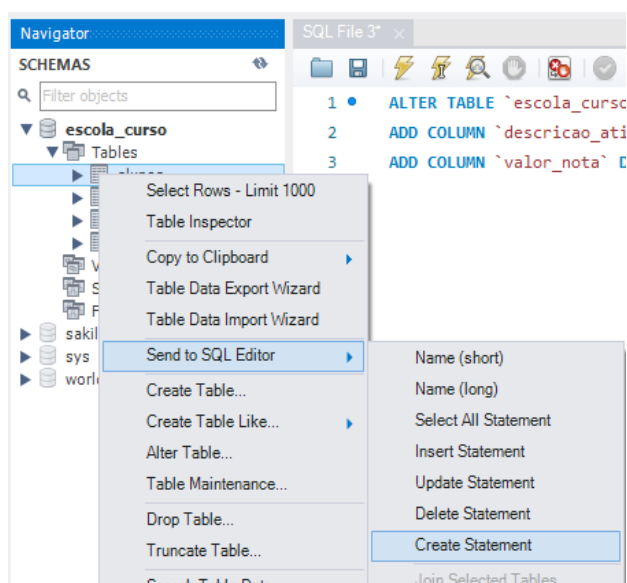 Navigator
SCHEMAS
Filter objects
escola_curso
Tables
sys
SQL File 3*
1 ALTER TABLE `escola_curso
2 ADD COLUMN `descricao_ati
3 ADD COLUMN `valor_nota` D
Select Rows - Limit 1000
Table Inspector
Copy to Clipboard
Table Data Export Wizard
Table Data Import Wizard
Send to SQL Editor
Create Table...
Create Table Like...
Alter Table...
Table Maintenance...
Drop Table...
Truncate Table...
Name (short)
Name (long)
Select All Statement
Insert Statement
Update Statement
Delete Statement
Create Statement
Join Selected Tables